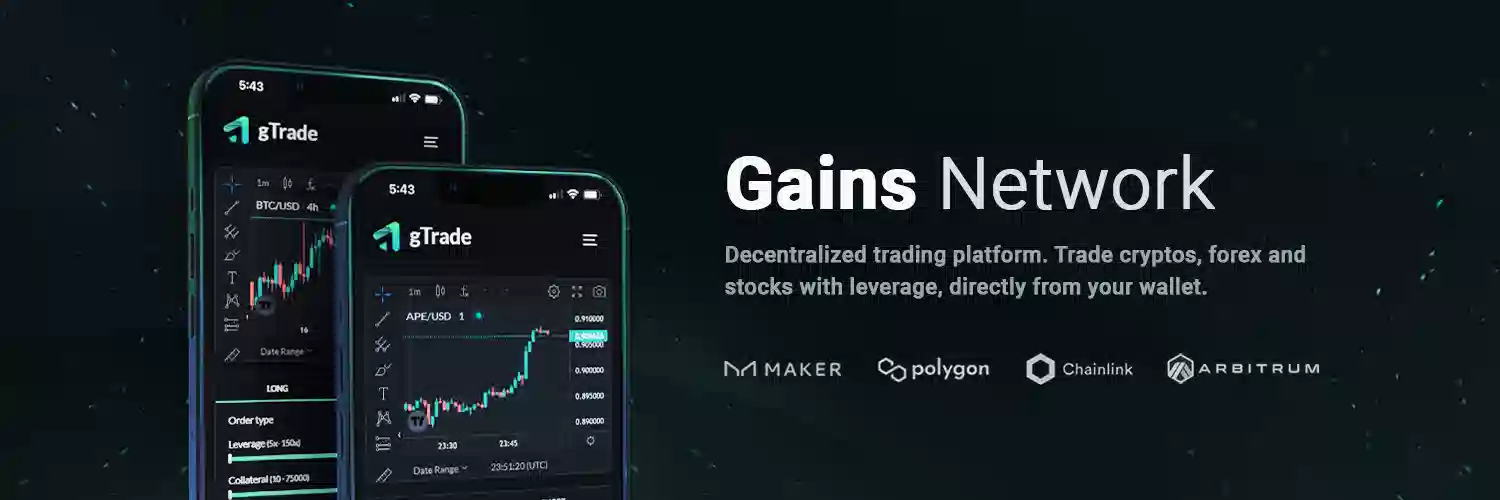 5:43
gTrade
1m
BTC/USD 4h
16
Date Range
LONG
Order type
Leverage (5x- 150x)
Collateral (10 - 75000)
5:43
gTrade
1m
APE/USD 1
0.910000
0.905000
0.900000
0.895000
0.890000
23:30 23:45
Date Range 23:51:20 (UTC)
Gains Network
Decentralized trading platform. Trade cryptos, forex and
stocks with leverage, directly from your wallet.
MAKER polygon Chainlink ARBITRUM